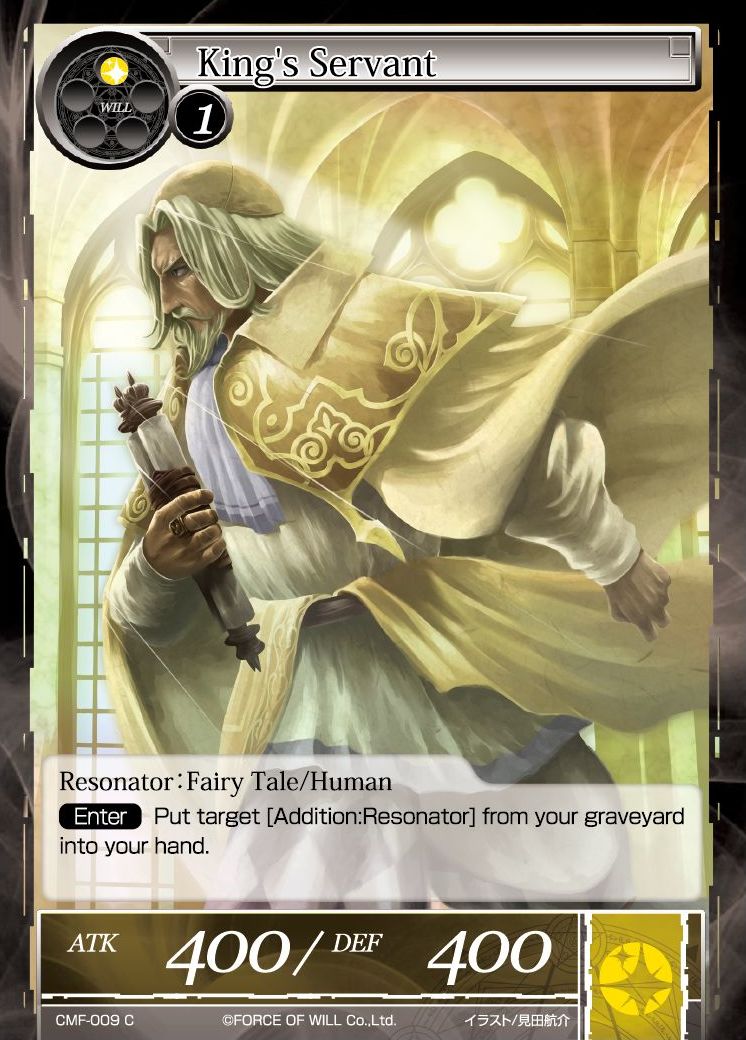 King's Servant
WILL
1
Resonator:Fairy Tale/Human
Enter Put target [Addition:Resonator] from your graveyard
into your hand.
ATK 400/ DEF 400
CMF-009 C ©FORCE OF WILL Co.,Ltd. イラスト/見田航介